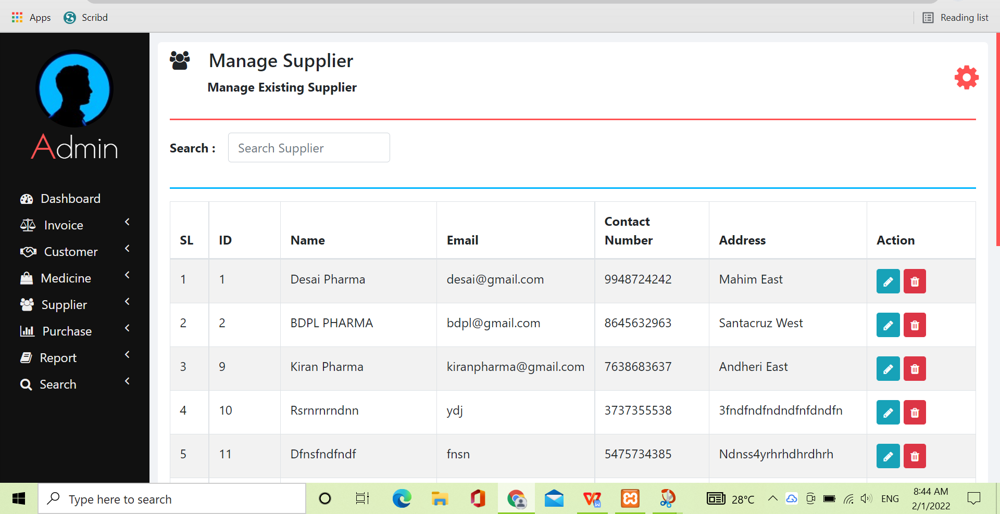 Apps Scribd Reading list
Manage Supplier
Manage Existing Supplier
Admin
Search : Search Supplier
Dashboard
Invoice
Customer
Medicine
Supplier
Purchase
Report
Search
SL ID Name Email Contact Number Address Action
1 1 Desai Pharma desai@gmail.com 9948724242 Mahim East
2 2 BDPL PHARMA bdpl@gmail.com 8645632963 Santacruz West
3 9 Kiran Pharma kiranpharma@gmail.com 7638683637 Andheri East
4 10 Rsrnrnrndnn ydj 3737355538 3fndfndfndndfnfdndfn
5 11 Dfnsfndfndf fnsn 5475734385 Ndnss4yrhrhdhrdhrh
Type here to search 28°C ENG 8:44 AM
2/1/2022